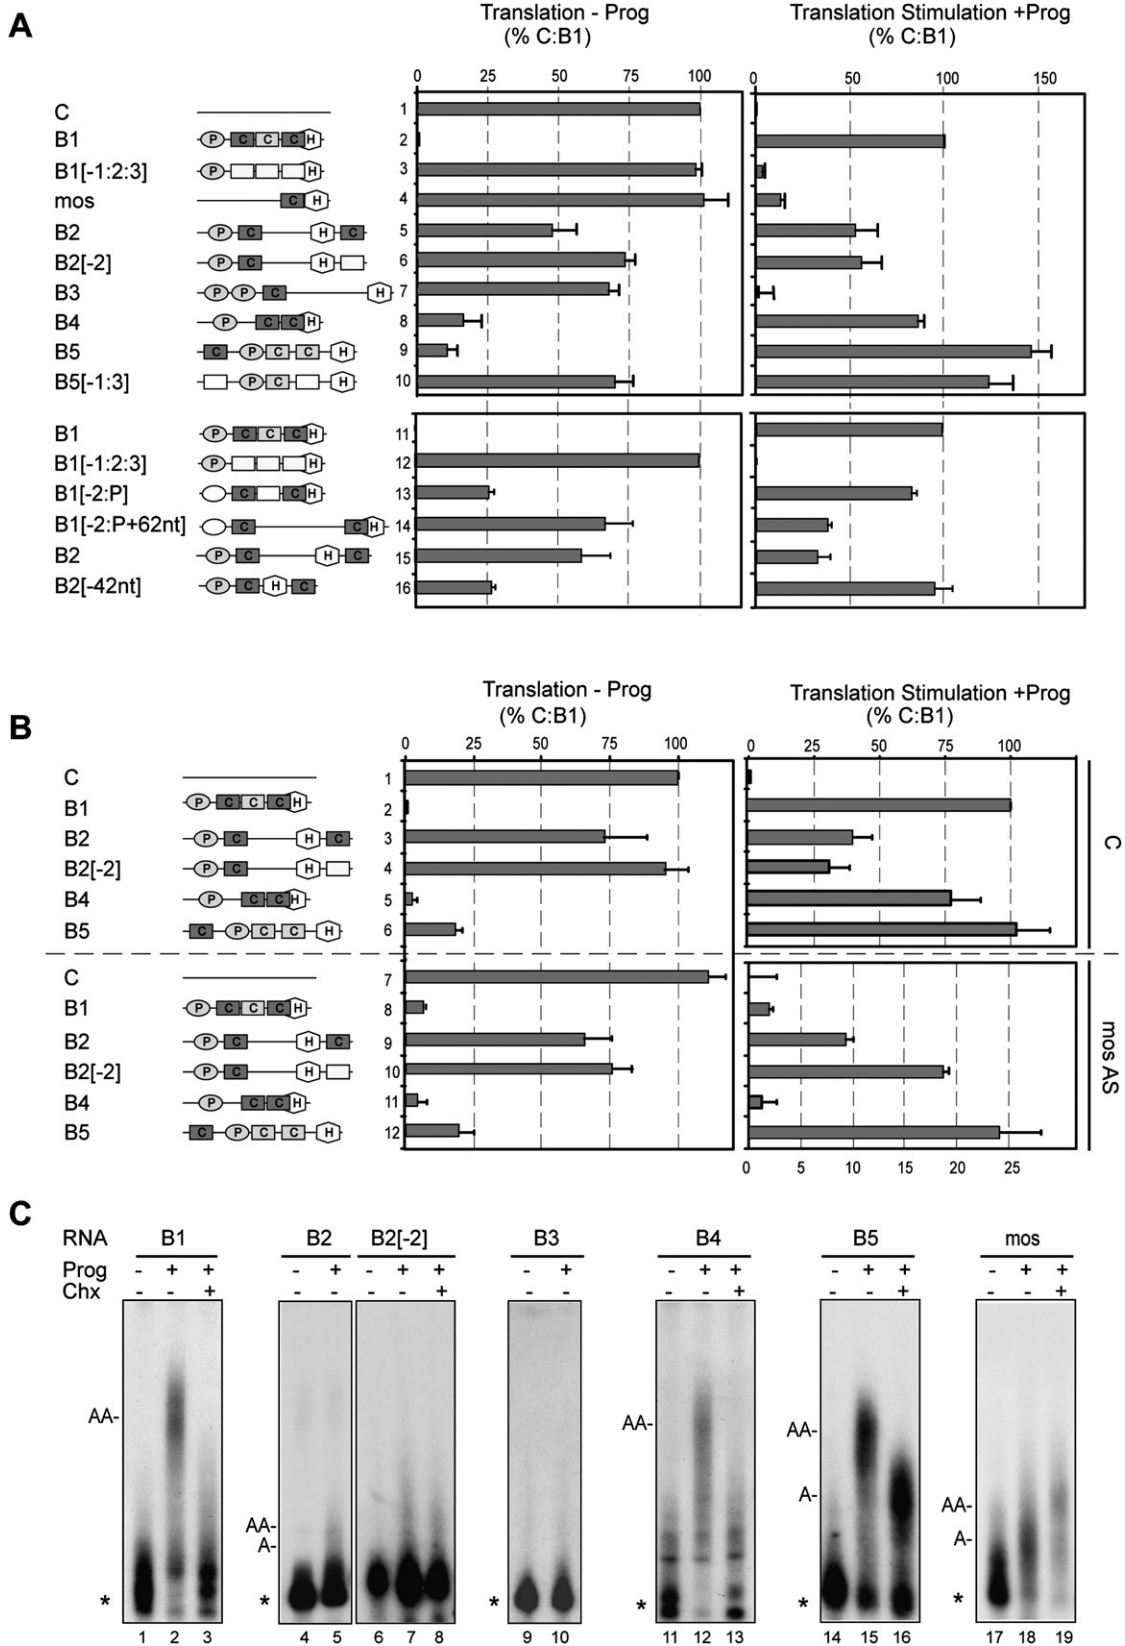 A
Translation - Prog
(% C:B1)
Translation Stimulation +Prog
(% C:B1)
0 25 50 75 100
0 50 100 150
C 1
B1 P C C C H 2
B1[-1:2:3] P H 3
mos C H 4
B2 P C H C 5
B2[-2] P C H 6
B3 P P C H 7
B4 P C C H 8
B5 C P C C H 9
B5[-1:3] P C H 10
B1 P C C C H 11
B1[-1:2:3] P H 12
B1[-2:P] C C H 13
B1[-2:P+62nt] C C H 14
B2 P C H C 15
B2[-42nt] P C H C 16
B
Translation - Prog
(% C:B1)
Translation Stimulation +Prog
(% C:B1)
0 25 50 75 100
0 25 50 75 100
C 1
B1 P C C C H 2
B2 P C H C 3
B2[-2] P C H 4
B4 P C C H 5
B5 C P C C H 6
C
C 7
B1 P C C C H 8
B2 P C H C 9
B2[-2] P C H 10
B4 P C C H 11
B5 C P C C H 12
mos AS
0 5 10 15 20 25
C
RNA B1 B2 B2[-2] B3 B4 B5 mos
Prog - + + - + - + + - + - + + - + + - + +
Chx - - + - - - - + - - - - + - - + - - +
AA- AA- A- * AA- AA- A- AA- A-
* * * * * *
1 2 3 4 5 6 7 8 9 10 11 12 13 14 15 16 17 18 19